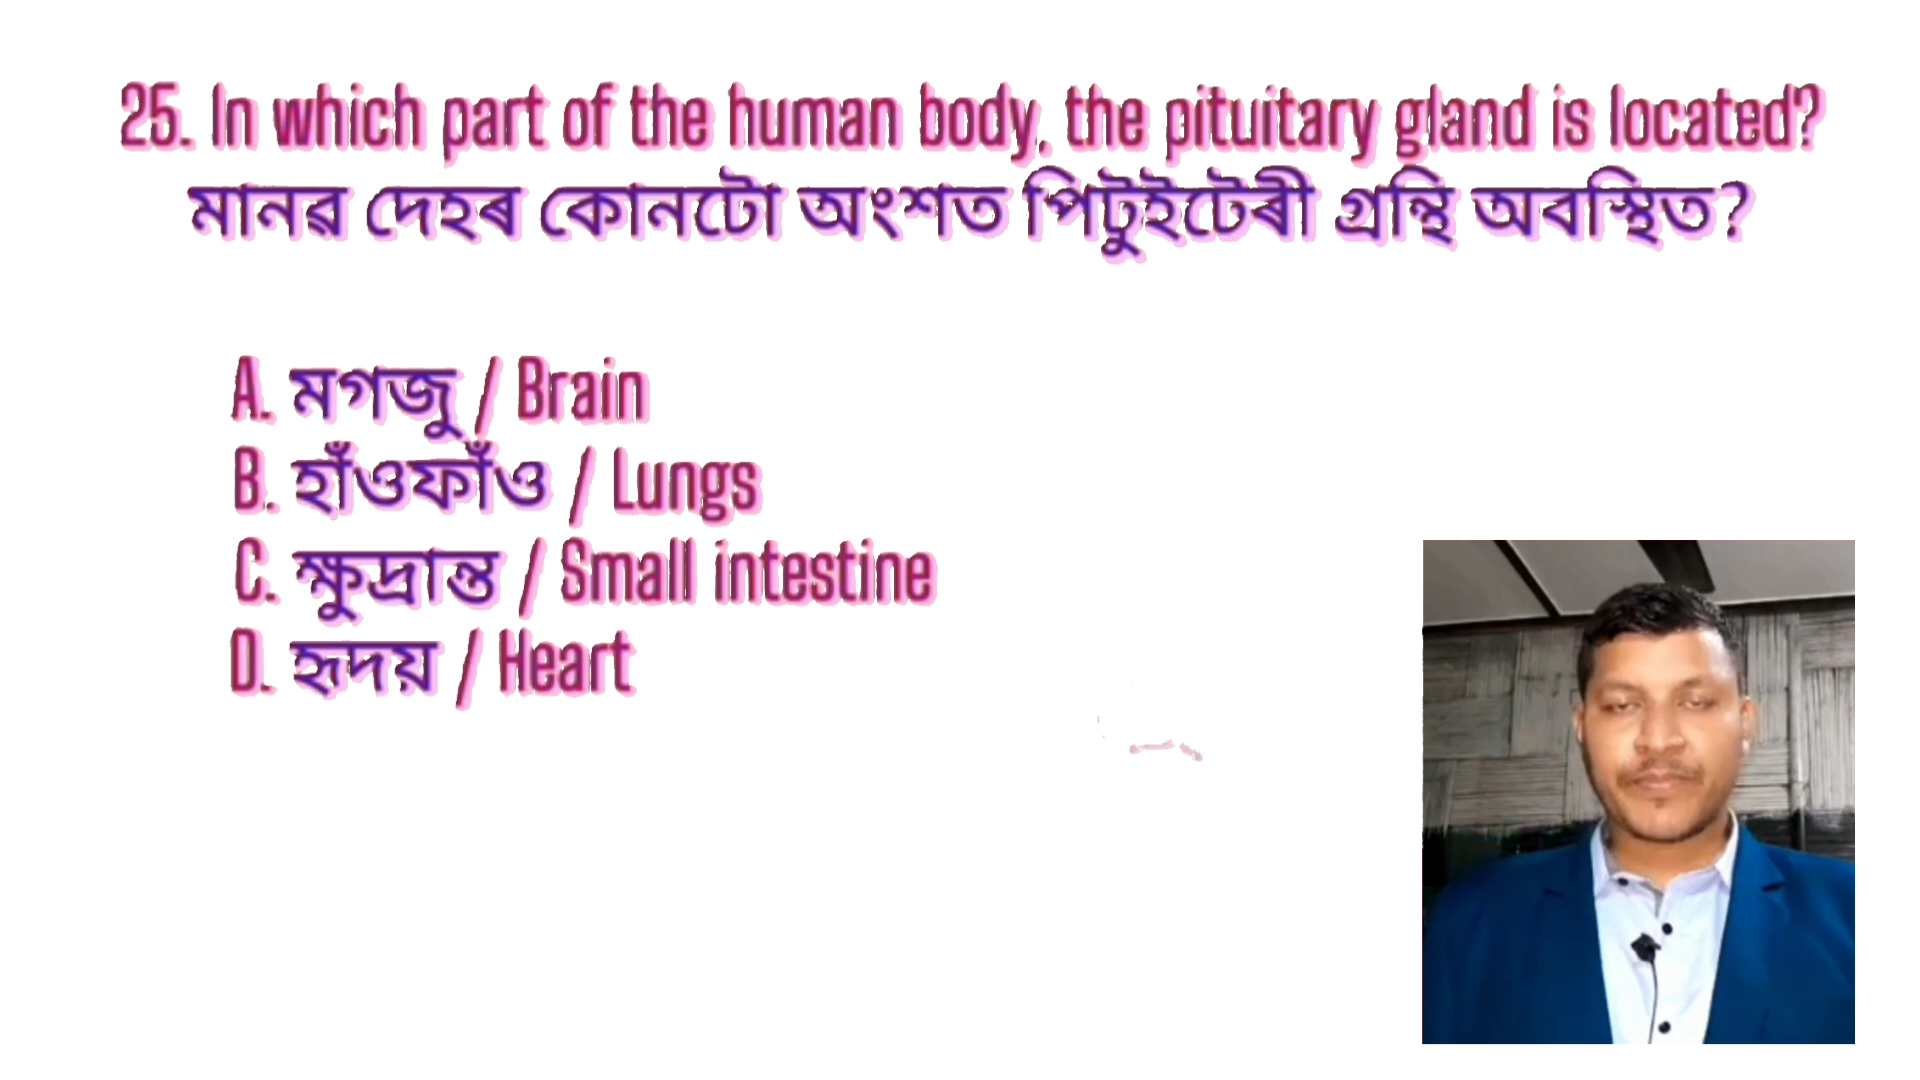 25. In which part of the human body, the pituitary gland is located?
মানৱ দেহৰ কোনটো অংশত পিটুইটেৰী গ্ৰন্থি অবস্থিত?
A. মগজু / Brain
B. হাঁওফাঁও / Lungs
C. ক্ষুদ্ৰান্ত / Small intestine
D. হৃদয় / Heart